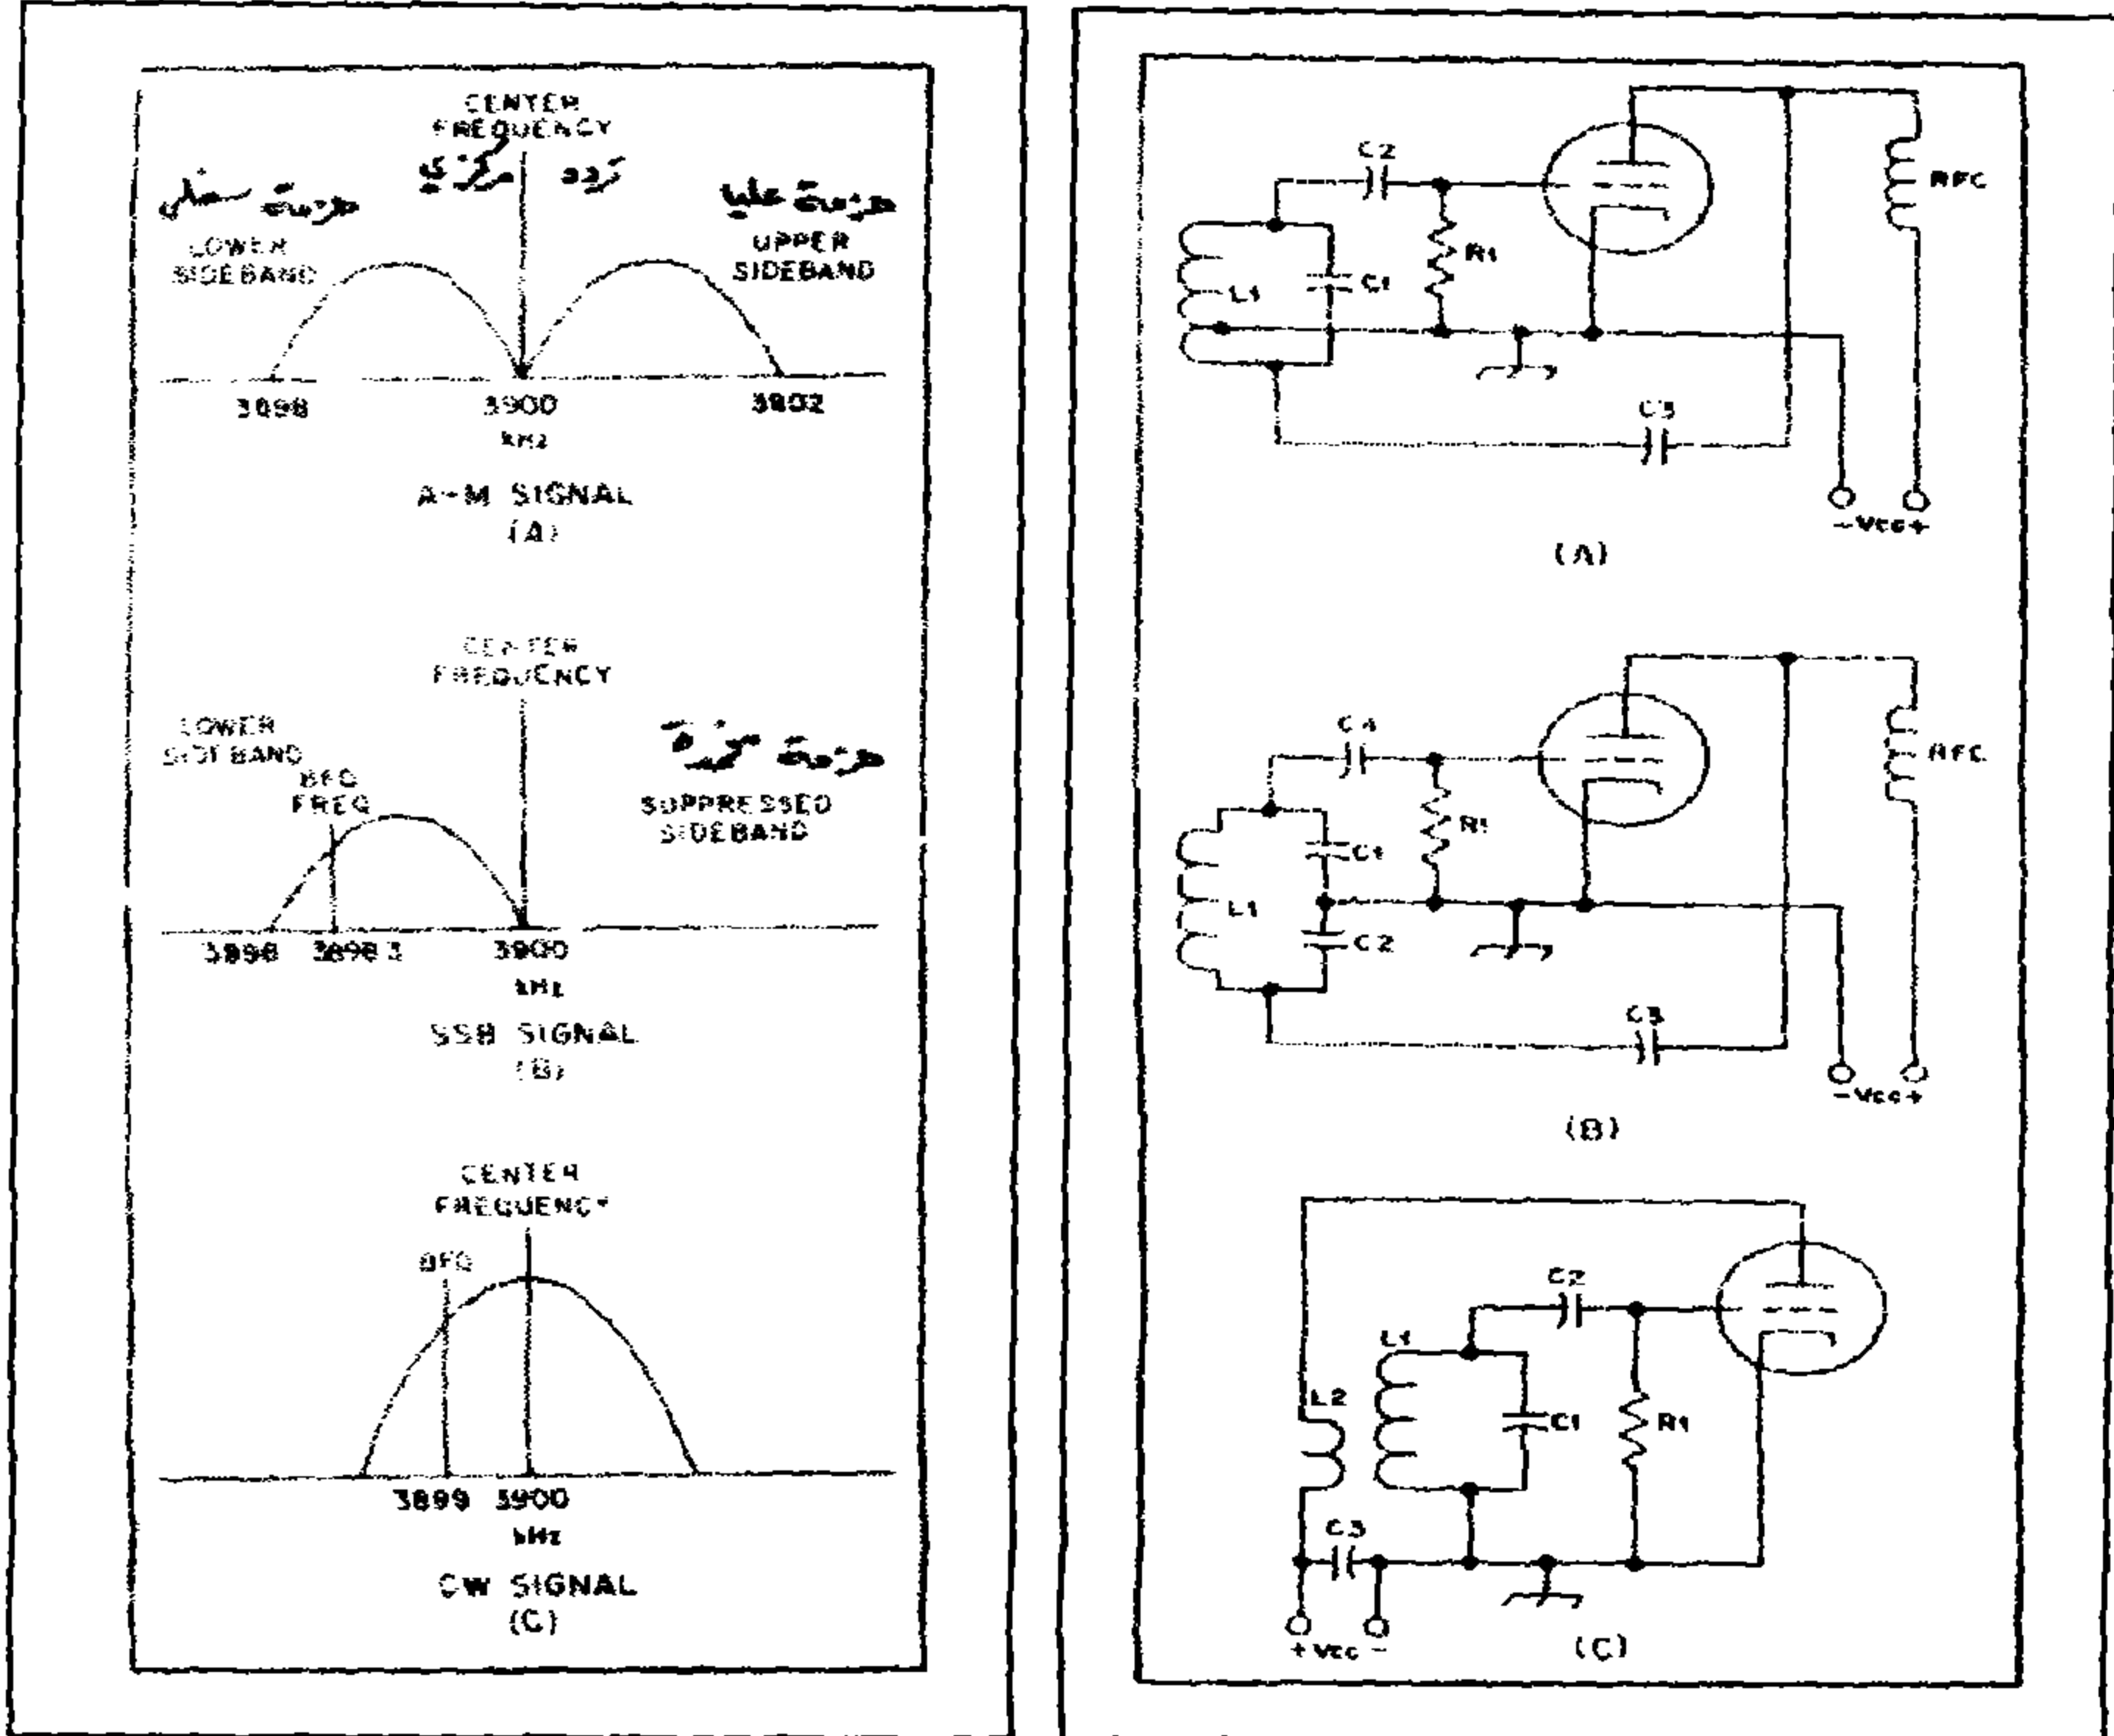 CENTER
FREQUENCY
تردد مركزي
حزمة سفلى
حزمة عليا
LOWER
SIDEBAND
UPPER
SIDEBAND
3898
3900
3902
kHz
A-M SIGNAL
(A)
CENTER
FREQUENCY
LOWER
SIDEBAND
BFO
FREQ
حزمة
SUPPRESSED
SIDEBAND
3898
3898.3
3900
kHz
SSB SIGNAL
(B)
CENTER
FREQUENCY
BFO
3899
3900
kHz
CW SIGNAL
(C)
C2
RFC
R1
L1
C1
C3
-Vcc+
(A)
C4
RFC
R1
C1
L1
C2
C3
-Vcc+
(B)
C2
L1
L2
C1
R1
C3
+Vcc-
(C)